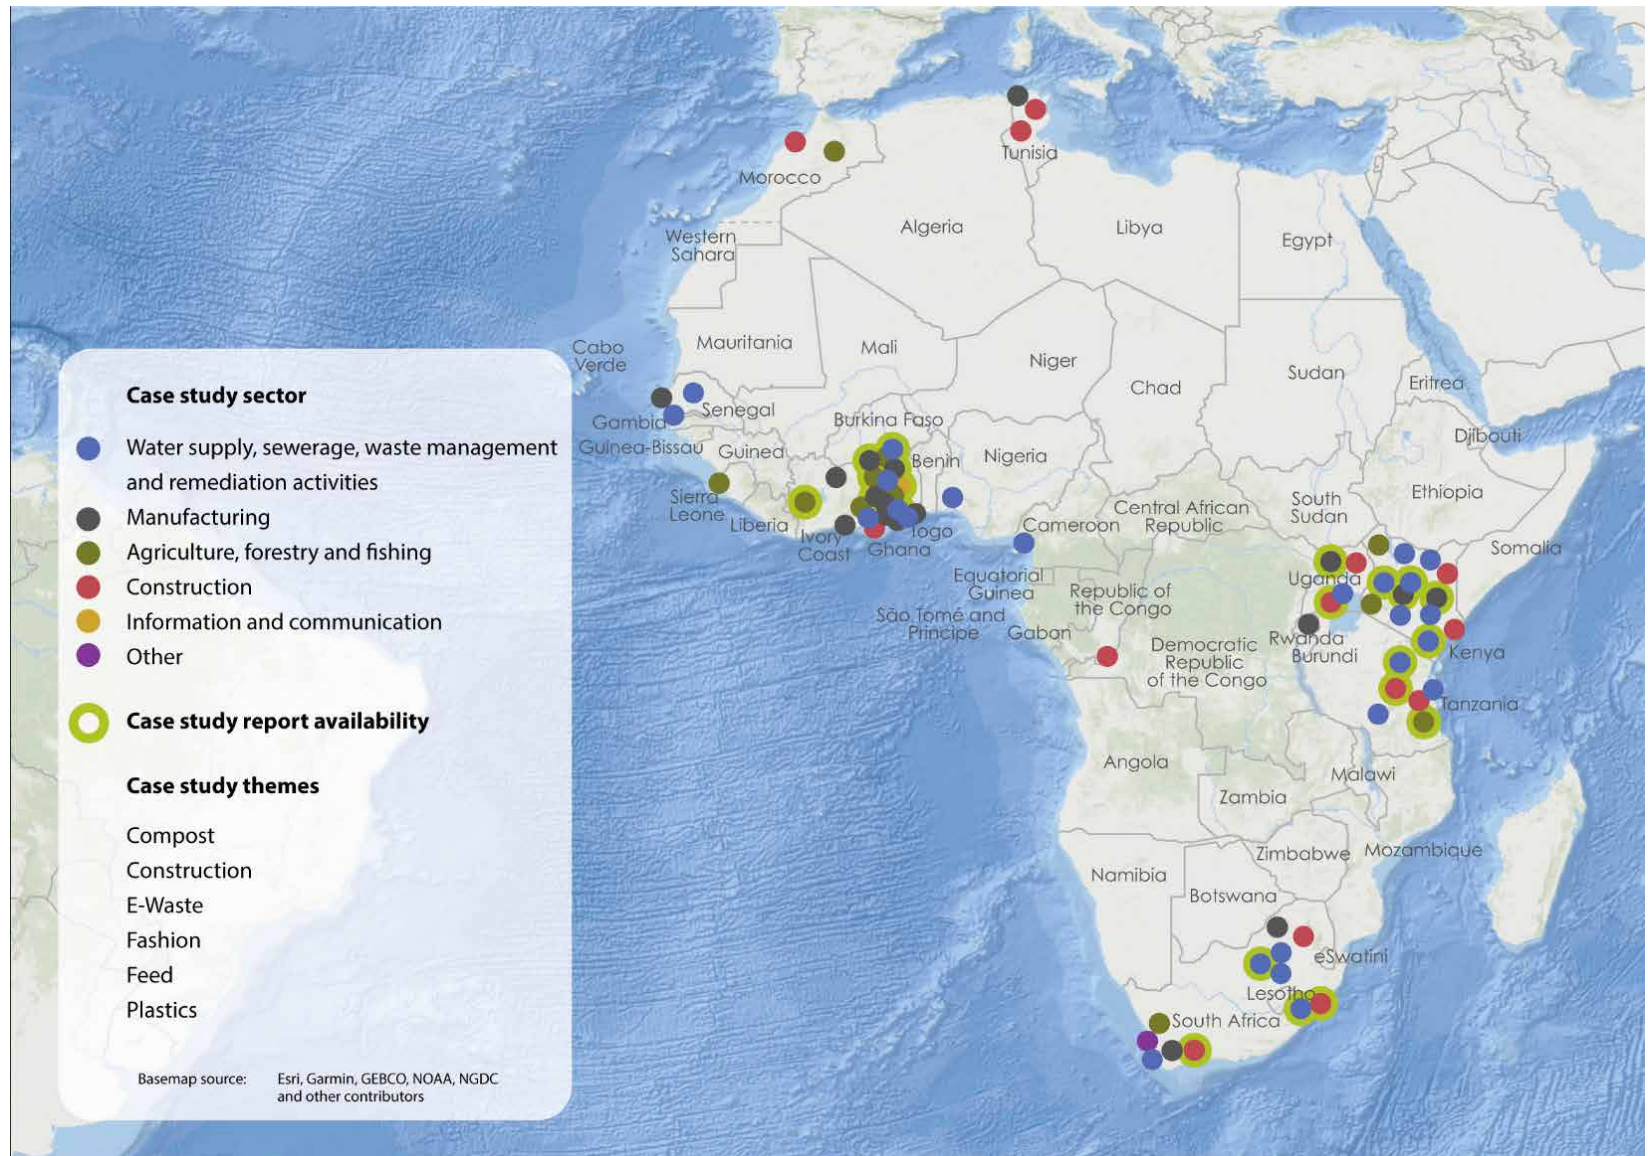 Case study sector
Water supply, sewerage, waste management
and remediation activities
Manufacturing
Agriculture, forestry and fishing
Construction
Information and communication
Other
Case study report availability
Case study themes
Compost
Construction
E-Waste
Fashion
Feed
Plastics
Basemap source: Esri, Garmin, GEBCO, NOAA, NGDC
and other contributors
Tunisia
Morocco
Algeria
Libya
Egypt
Western
Sahara
Cabo
Verde
Mauritania
Mali
Niger
Chad
Sudan
Eritrea
Senegal
Gambia
Burkina Faso
Djibouti
Guinea-Bissau
Guinea
Benin
Nigeria
Ethiopia
Sierra
Leone
Liberia
Ivory
Coast
Ghana
Togo
Cameroon
Central African
Republic
South
Sudan
Somalia
Equatorial
Guinea
Republic of
the Congo
Uganda
São Tomé and
Principe
Gabon
Democratic
Republic
of the Congo
Rwanda
Burundi
Kenya
Tanzania
Angola
Malawi
Zambia
Zimbabwe
Mozambique
Namibia
Botswana
eSwatini
Lesotho
South Africa